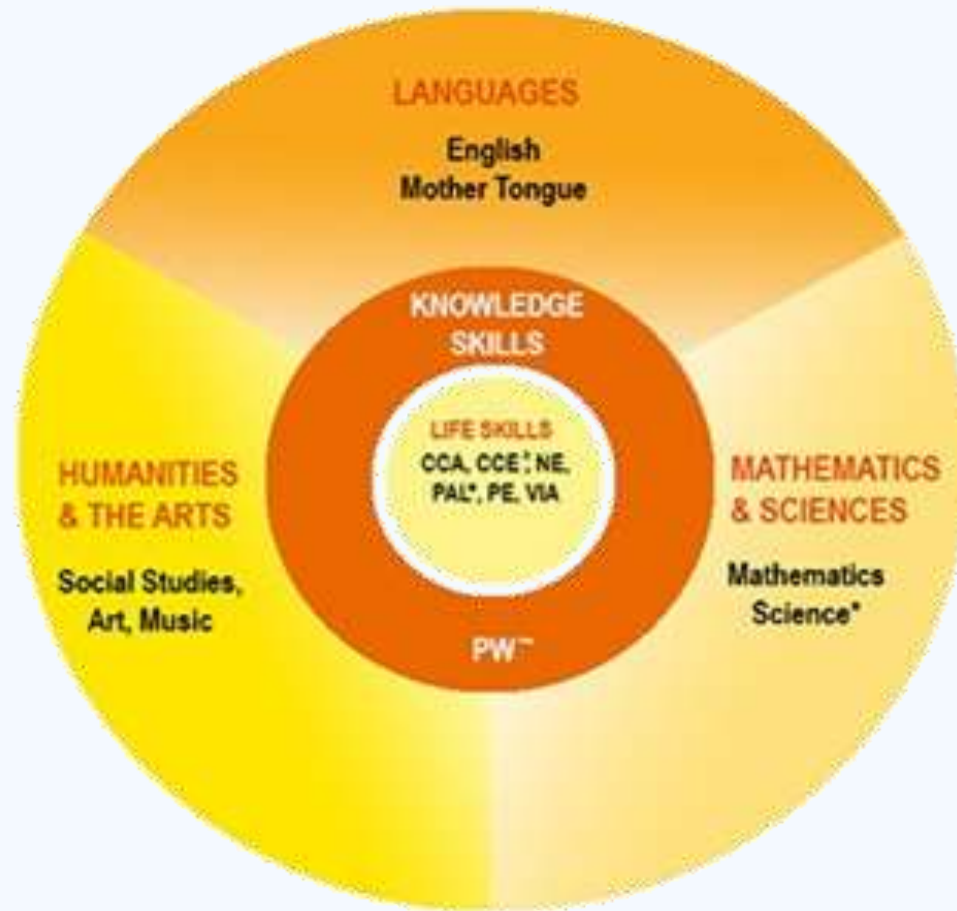 LANGUAGES
English
Mother Tongue
KNOWLEDGE
SKILLS
LIFE SKILLS
CCA, CCE⁺, NE,
PAL*, PE, VIA
HUMANITIES
& THE ARTS
Social Studies,
Art, Music
MATHEMATICS
& SCIENCES
Mathematics
Science*
PW~